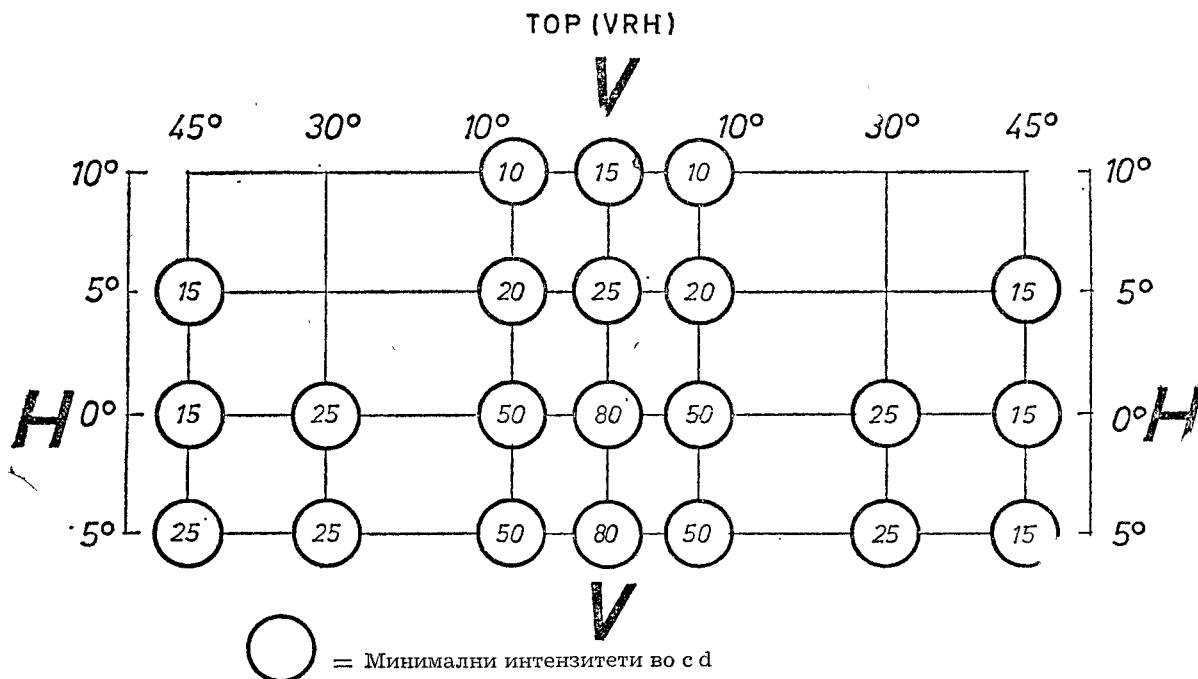 TOP (VRH)
V
45° 30° 10° 10° 30° 45°
10° 10 15 10 10°
5° 15 20 25 20 15 5°
H 0° 15 25 50 80 50 25 15 0° H
5° 25 25 50 80 50 25 15 5°
V
= Минимални интензитети во c d